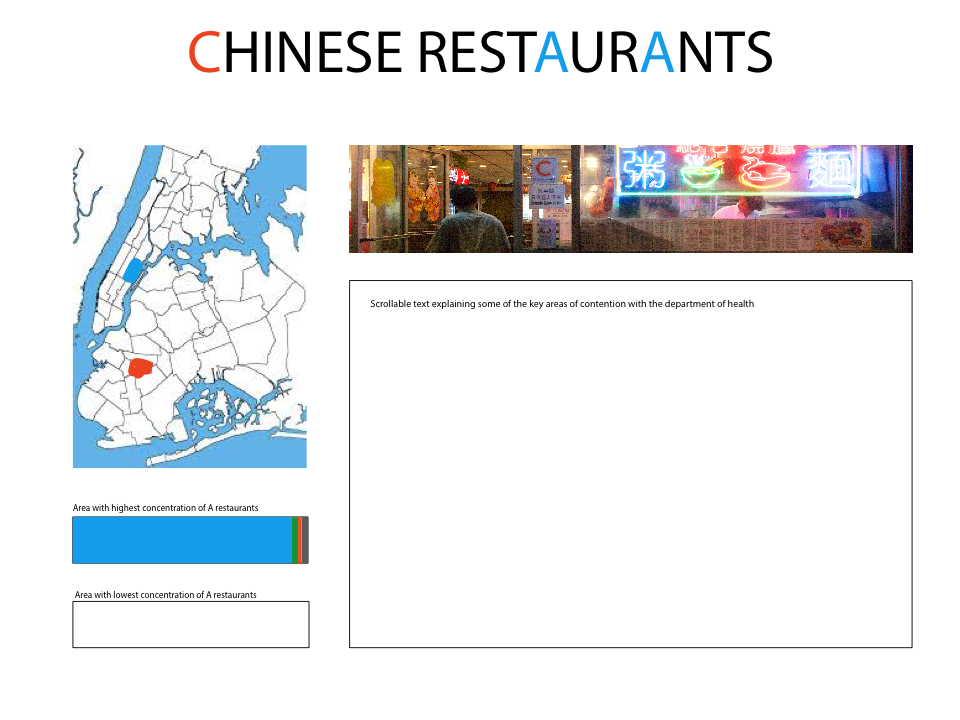 CHINESE RESTAURANTS
粥
麵
C
Scrollable text explaining some of the key areas of contention with the department of health
Area with highest concentration of A restaurants
Area with lowest concentration of A restaurants